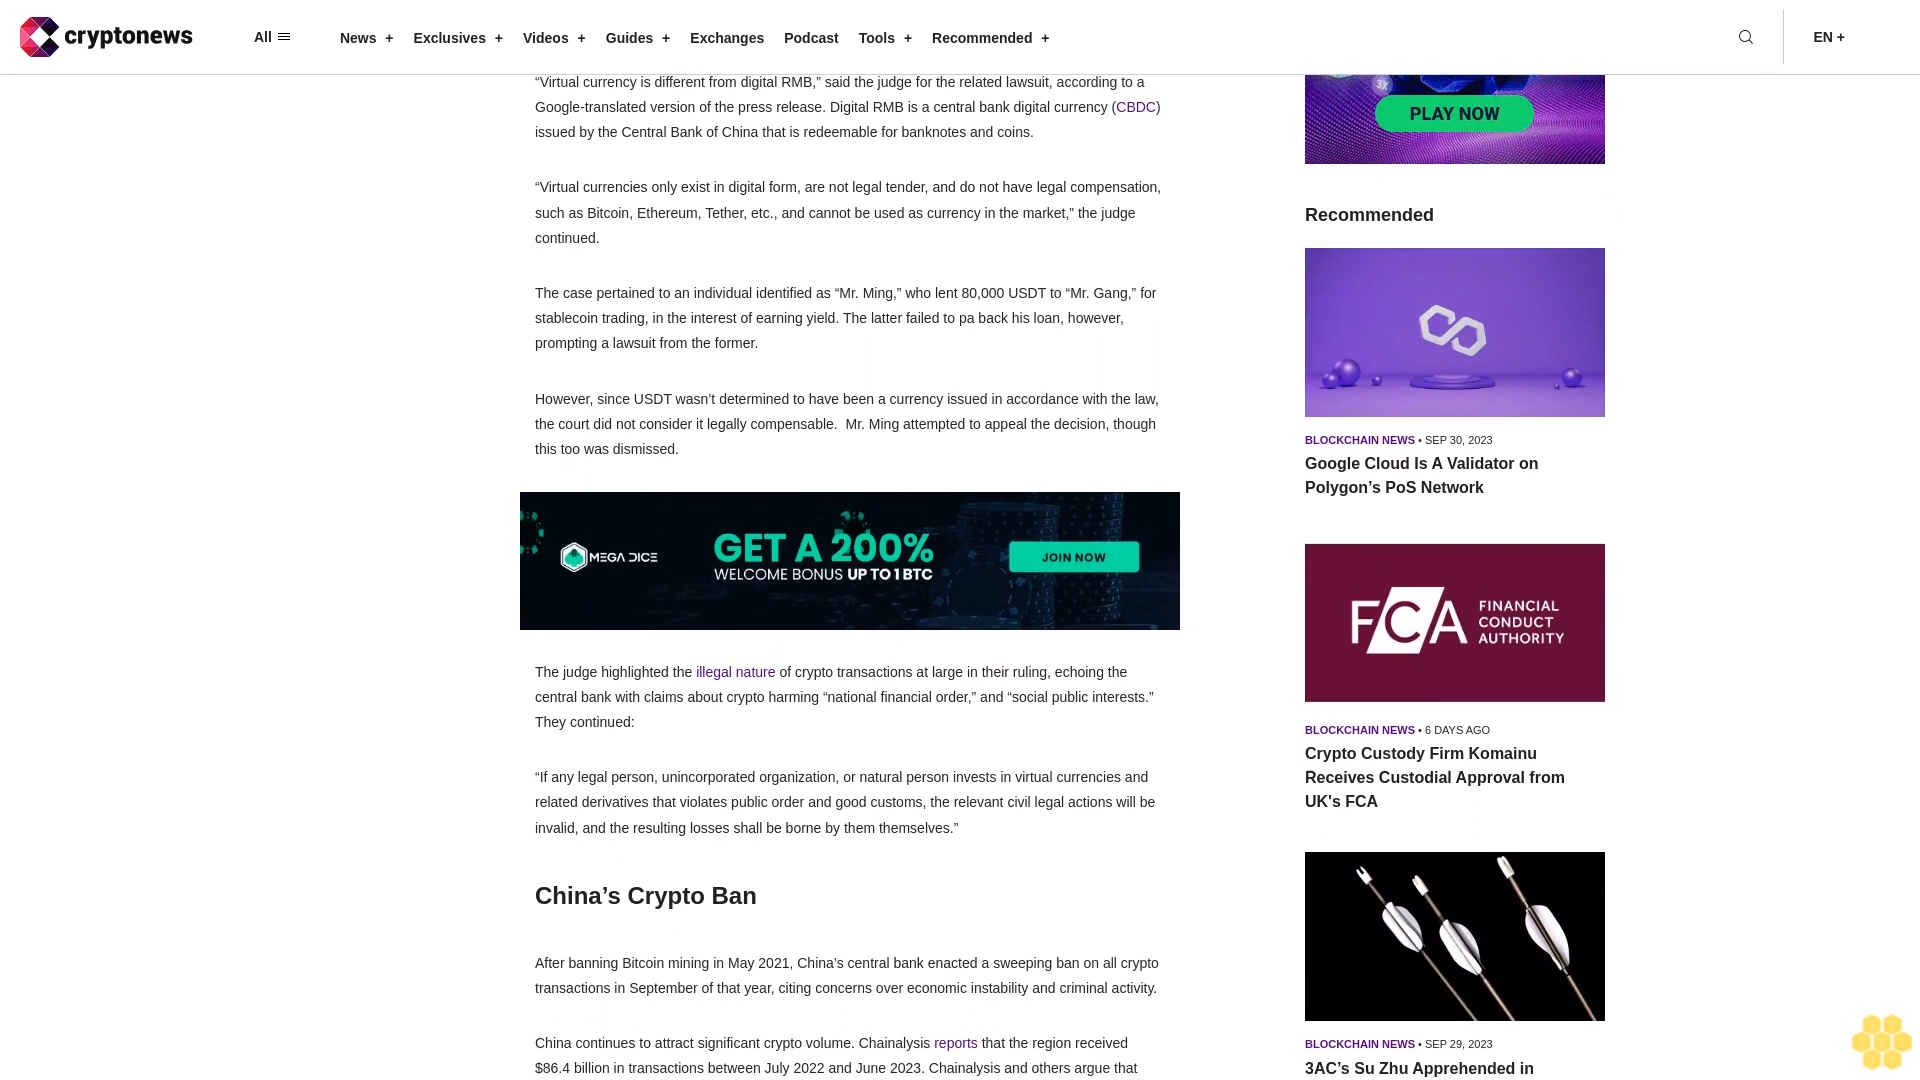 cryptonews
All
News +
Exclusives +
Videos +
Guides +
Exchanges
Podcast
Tools +
Recommended +
EN +
“Virtual currency is different from digital RMB,” said the judge for the related lawsuit, according to a
Google-translated version of the press release. Digital RMB is a central bank digital currency (CBDC)
issued by the Central Bank of China that is redeemable for banknotes and coins.
“Virtual currencies only exist in digital form, are not legal tender, and do not have legal compensation,
such as Bitcoin, Ethereum, Tether, etc., and cannot be used as currency in the market,” the judge
continued.
The case pertained to an individual identified as “Mr. Ming,” who lent 80,000 USDT to “Mr. Gang,” for
stablecoin trading, in the interest of earning yield. The latter failed to pa back his loan, however,
prompting a lawsuit from the former.
However, since USDT wasn’t determined to have been a currency issued in accordance with the law,
the court did not consider it legally compensable.  Mr. Ming attempted to appeal the decision, though
this too was dismissed.
MEGA DICE
GET A 200%
WELCOME BONUS UP TO 1 BTC
JOIN NOW
The judge highlighted the illegal nature of crypto transactions at large in their ruling, echoing the
central bank with claims about crypto harming “national financial order,” and “social public interests.”
They continued:
“If any legal person, unincorporated organization, or natural person invests in virtual currencies and
related derivatives that violates public order and good customs, the relevant civil legal actions will be
invalid, and the resulting losses shall be borne by them themselves.”
China’s Crypto Ban
After banning Bitcoin mining in May 2021, China’s central bank enacted a sweeping ban on all crypto
transactions in September of that year, citing concerns over economic instability and criminal activity.
China continues to attract significant crypto volume. Chainalysis reports that the region received
$86.4 billion in transactions between July 2022 and June 2023. Chainalysis and others argue that
3X
PLAY NOW
Recommended
BLOCKCHAIN NEWS • SEP 30, 2023
Google Cloud Is A Validator on
Polygon’s PoS Network
FCA
FINANCIAL
CONDUCT
AUTHORITY
BLOCKCHAIN NEWS • 6 DAYS AGO
Crypto Custody Firm Komainu
Receives Custodial Approval from
UK's FCA
BLOCKCHAIN NEWS • SEP 29, 2023
3AC’s Su Zhu Apprehended in